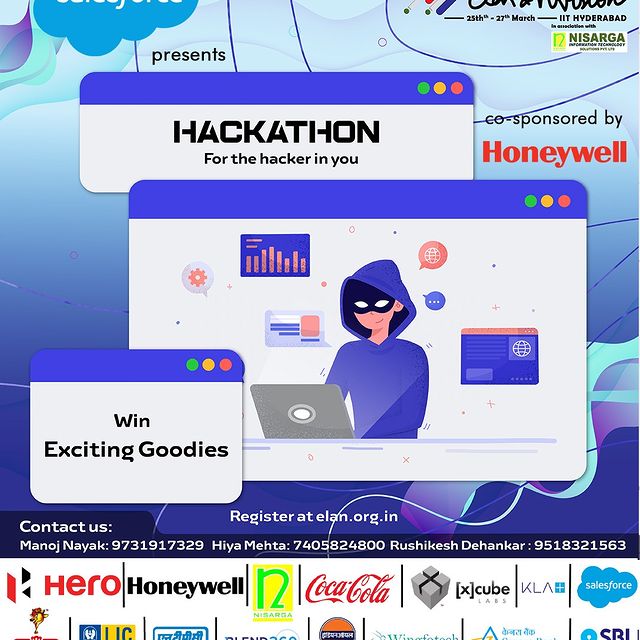 salesforce
25thth - 27th March
IIT HYDERABAD
in association with
NISARGA
INFORMATION TECHNOLOGY
SOLUTIONS PVT. LTD
presents
co-sponsored by
Honeywell
HACKATHON
For the hacker in you
Win
Exciting Goodies
Register at elan.org.in
Contact us:
Manoj Nayak: 9731917329 Hiya Mehta: 7405824800 Rushikesh Dehankar : 9518321563
Hero Honeywell NISARGA Coca-Cola [x]cube LABS KLA+ salesforce
LIC
SBI